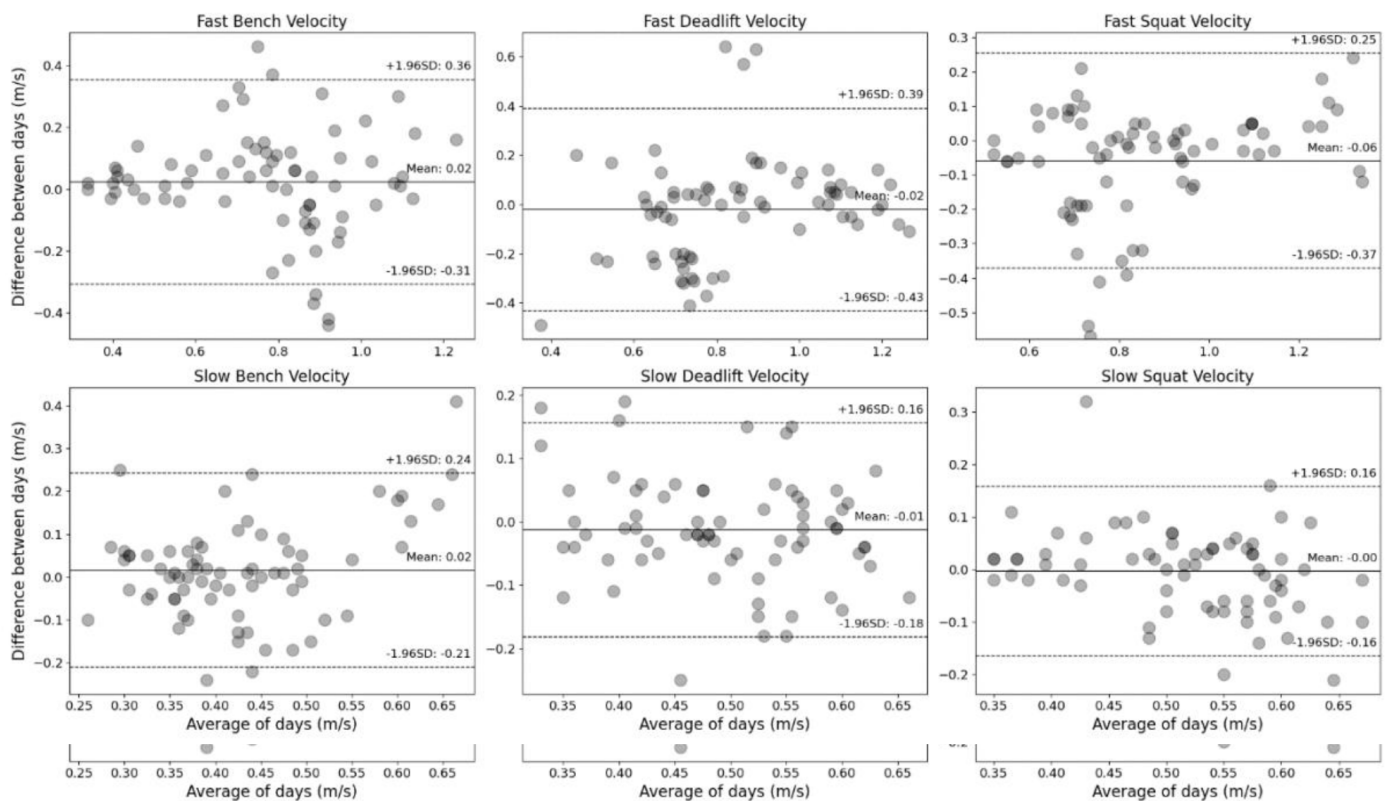 Fast Bench Velocity Fast Deadlift Velocity Fast Squat Velocity
Difference between days (m/s)
0.4
0.2
0.0
−0.2
−0.4
+1.96SD: 0.36
Mean: 0.02
-1.96SD: -0.31
0.4 0.6 0.8 1.0 1.2
0.6
0.4
0.2
0.0
−0.2
−0.4
+1.96SD: 0.39
Mean: -0.02
-1.96SD: -0.43
0.4 0.6 0.8 1.0 1.2
0.3
0.2
0.1
0.0
−0.1
−0.2
−0.3
−0.4
−0.5
+1.96SD: 0.25
Mean: -0.06
-1.96SD: -0.37
0.6 0.8 1.0 1.2
Slow Bench Velocity Slow Deadlift Velocity Slow Squat Velocity
Difference between days (m/s)
0.4
0.3
0.2
0.1
0.0
−0.1
−0.2
+1.96SD: 0.24
Mean: 0.02
-1.96SD: -0.21
0.25 0.30 0.35 0.40 0.45 0.50 0.55 0.60 0.65
Average of days (m/s)
0.2
0.1
0.0
−0.1
−0.2
+1.96SD: 0.16
Mean: -0.01
-1.96SD: -0.18
0.35 0.40 0.45 0.50 0.55 0.60 0.65
Average of days (m/s)
0.3
0.2
0.1
0.0
−0.1
−0.2
+1.96SD: 0.16
Mean: -0.00
-1.96SD: -0.16
0.35 0.40 0.45 0.50 0.55 0.60 0.65
Average of days (m/s)
0.25 0.30 0.35 0.40 0.45 0.50 0.55 0.60 0.65
Average of days (m/s)
0.35 0.40 0.45 0.50 0.55 0.60 0.65
Average of days (m/s)
0.35 0.40 0.45 0.50 0.55 0.60 0.65
Average of days (m/s)